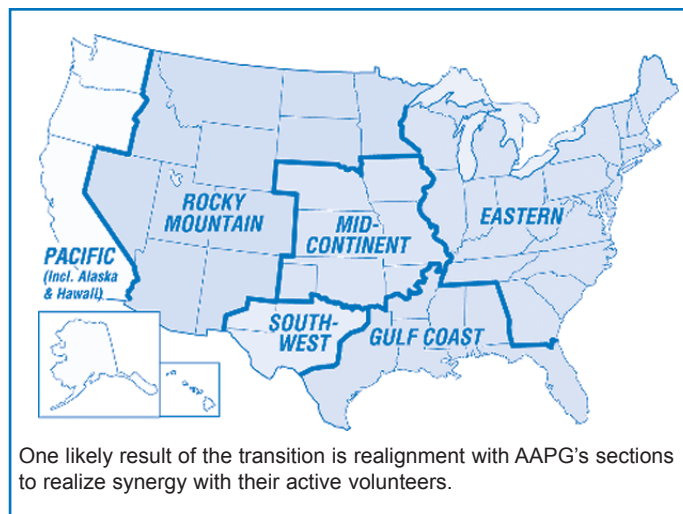 ROCKY
MOUNTAIN
MID-
CONTINENT
EASTERN
PACIFIC
(Incl. Alaska
& Hawaii)
SOUTH-
WEST
GULF COAST
One likely result of the transition is realignment with AAPG's sections
to realize synergy with their active volunteers.